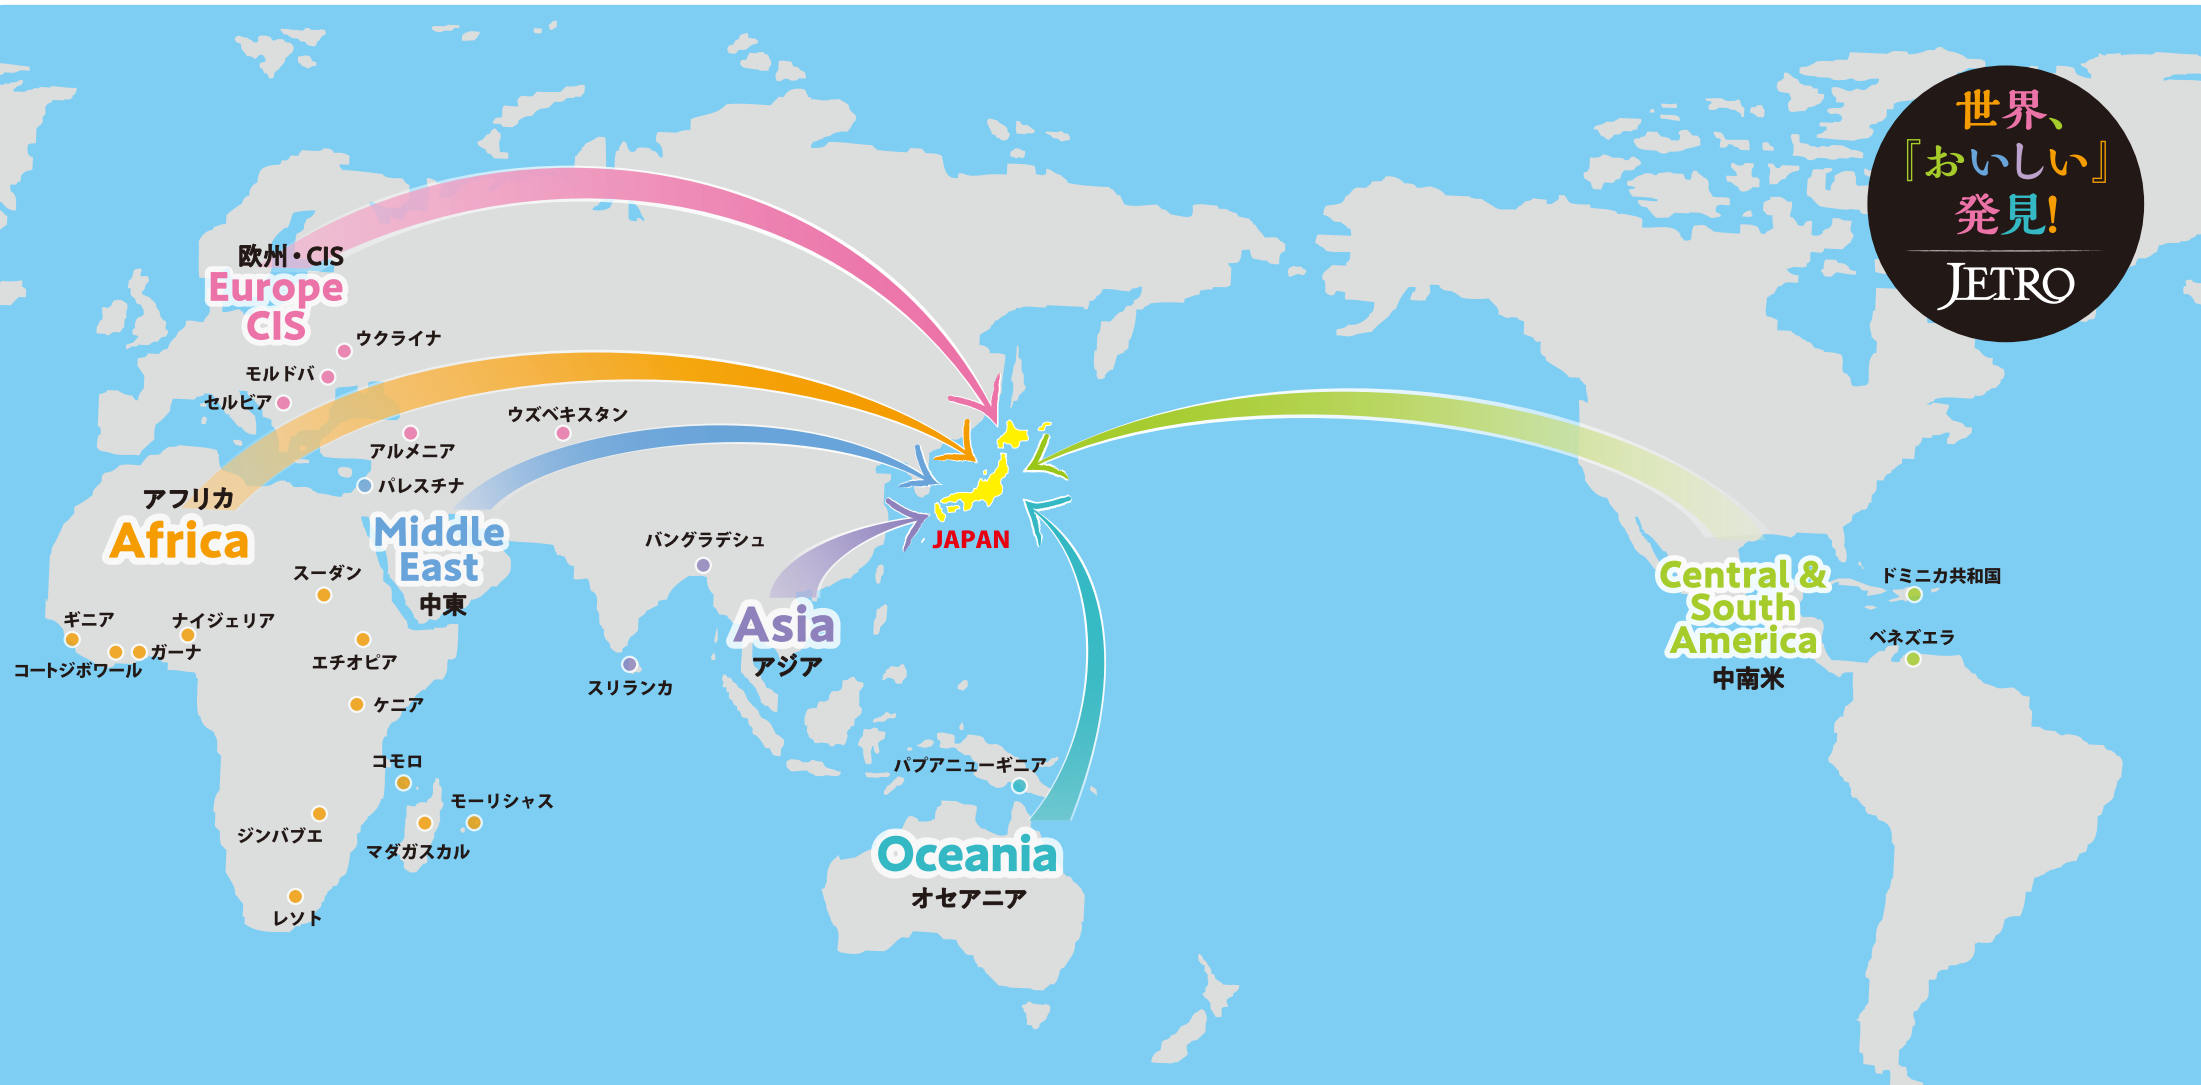 世界、
『おいしい』
発見!
JETRO
欧州・CIS
Europe
CIS
ウクライナ
モルドバ
セルビア
アルメニア
ウズベキスタン
アフリカ
Africa
スーダン
ギニア
ナイジェリア
コートジボワール
ガーナ
エチオピア
ケニア
コモロ
モーリシャス
ジンバブエ
マダガスカル
レソト
パレスチナ
Middle
East
中東
バングラデシュ
Asia
アジア
スリランカ
JAPAN
パプアニューギニア
Oceania
オセアニア
Central &
South
America
中南米
ドミニカ共和国
ベネズエラ